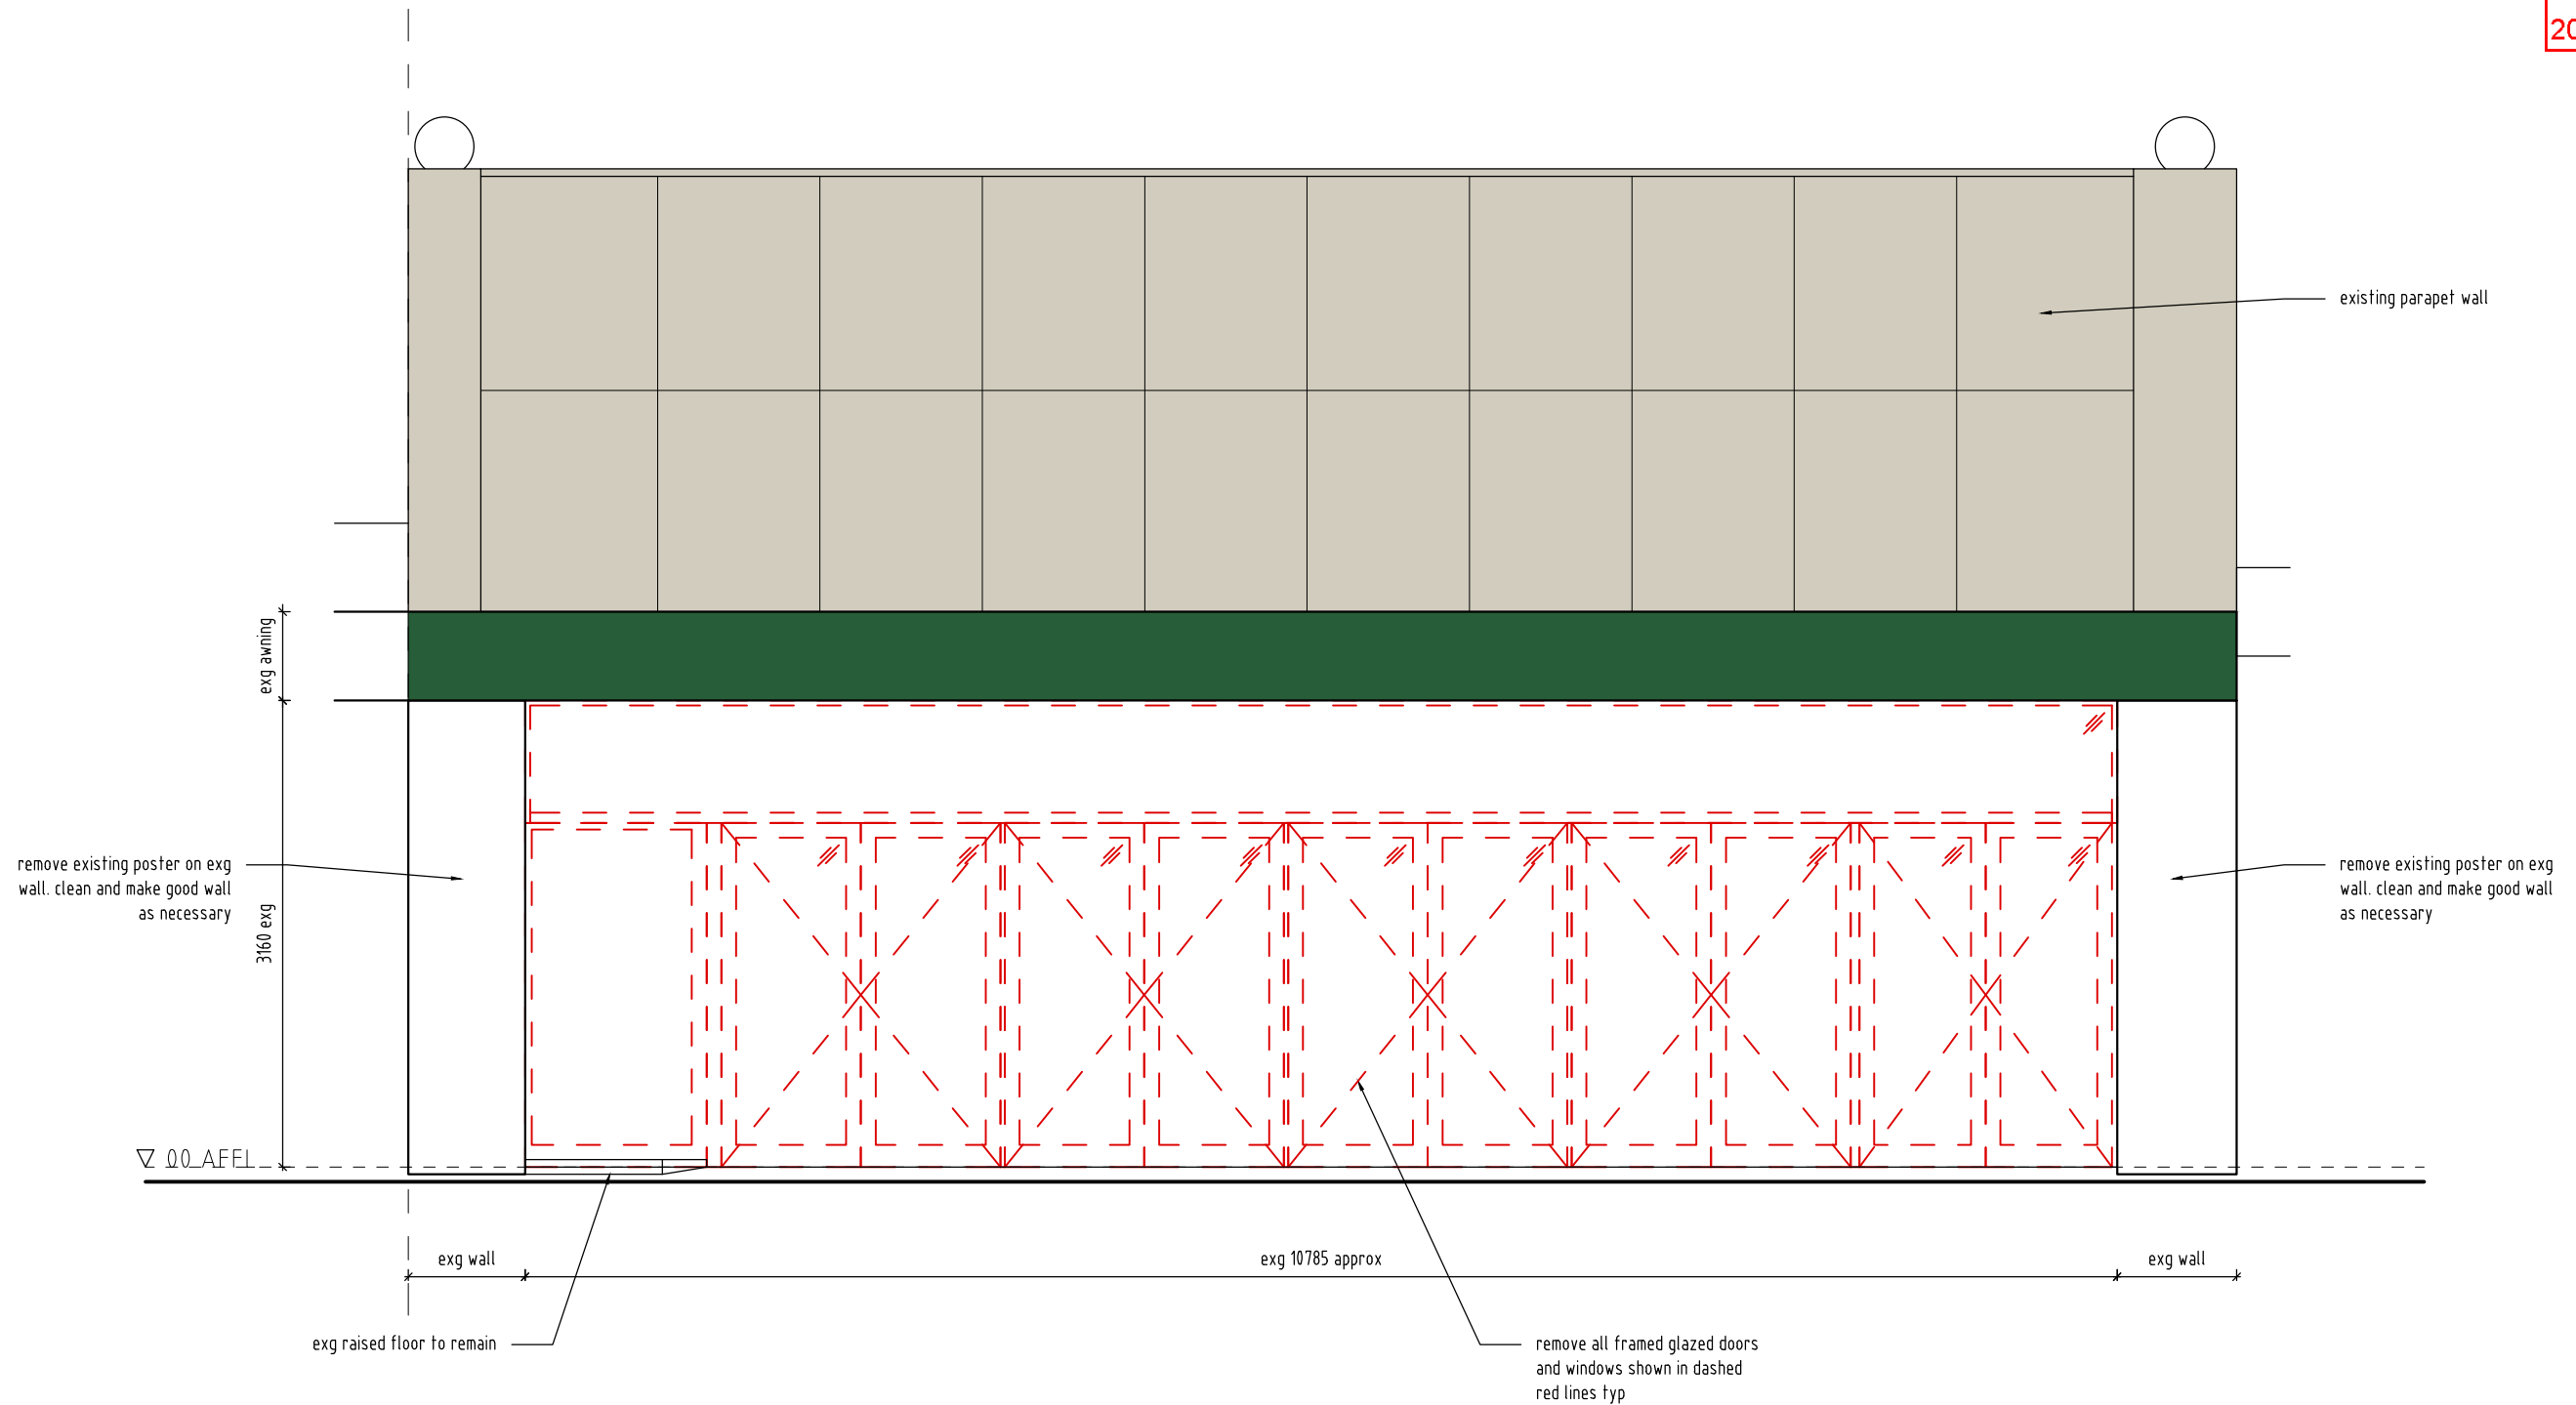 20
existing parapet wall
exg awning
remove existing poster on exg
wall. clean and make good wall
as necessary
3160 exg
remove existing poster on exg
wall. clean and make good wall
as necessary
00_AFFL
exg wall
exg 10785 approx
exg wall
exg raised floor to remain
remove all framed glazed doors
and windows shown in dashed
red lines typ